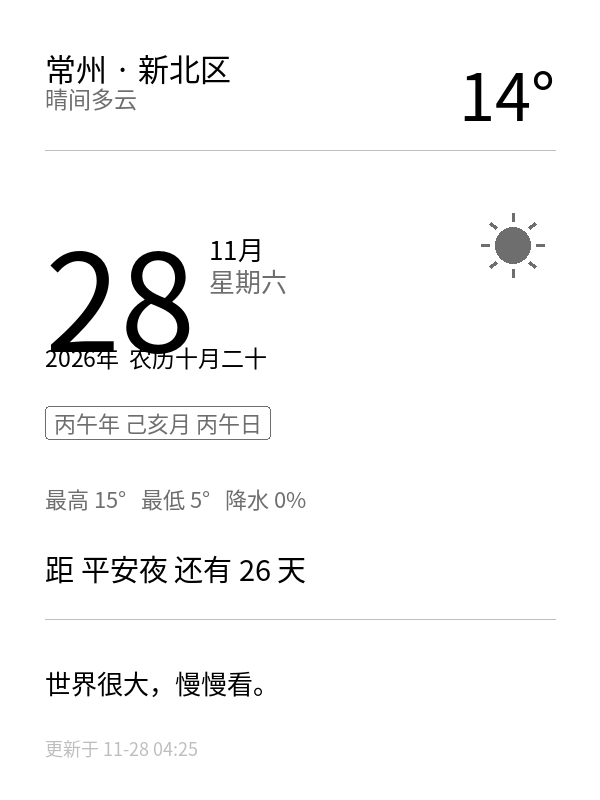 常州 · 新北区
晴间多云
14°
28
11月
星期六
2026年 农历十月二十
丙午年 己亥月 丙午日
最高 15° 最低 5° 降水 0%
距 平安夜 还有 26 天
世界很大，慢慢看。
更新于 11-28 04:25